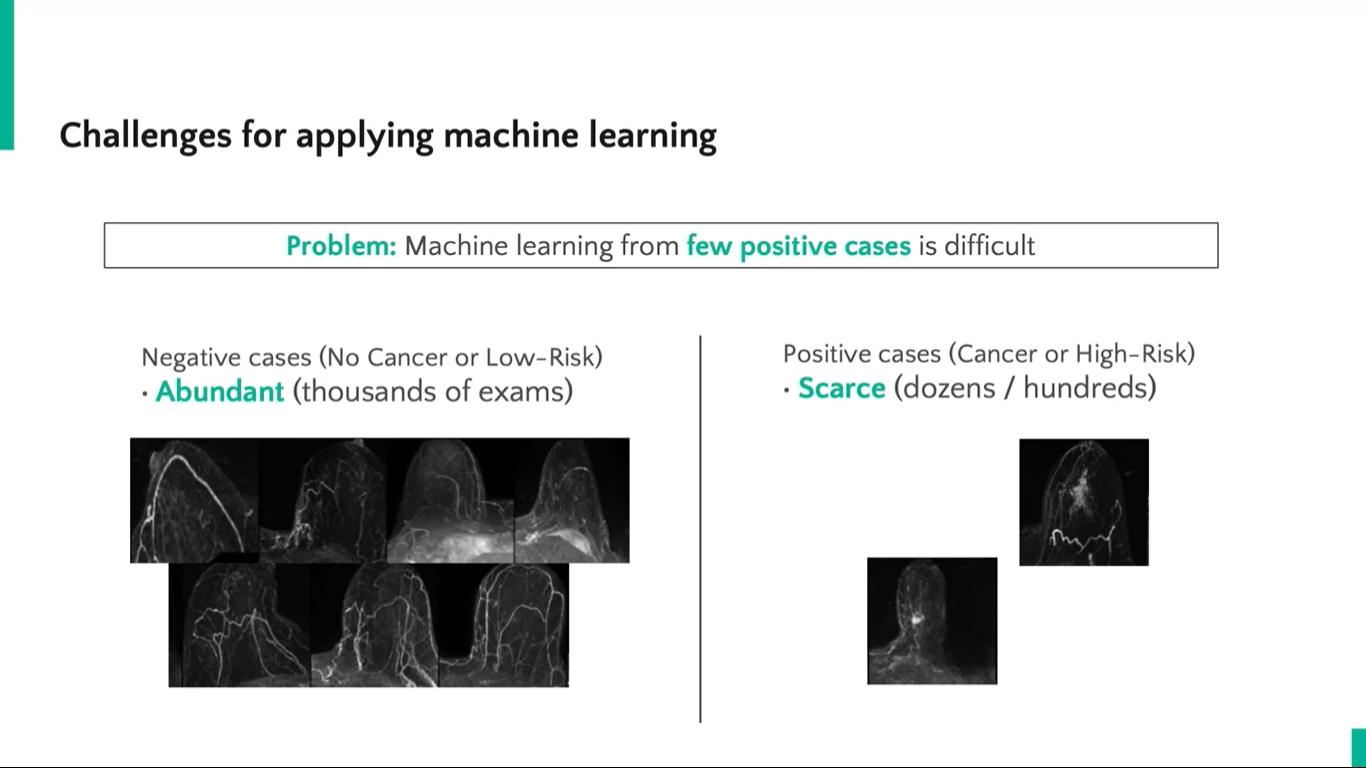 Challenges for applying machine learning
Problem: Machine learning from few positive cases is difficult
Negative cases (No Cancer or Low-Risk)
· Abundant (thousands of exams)
Positive cases (Cancer or High-Risk)
· Scarce (dozens / hundreds)